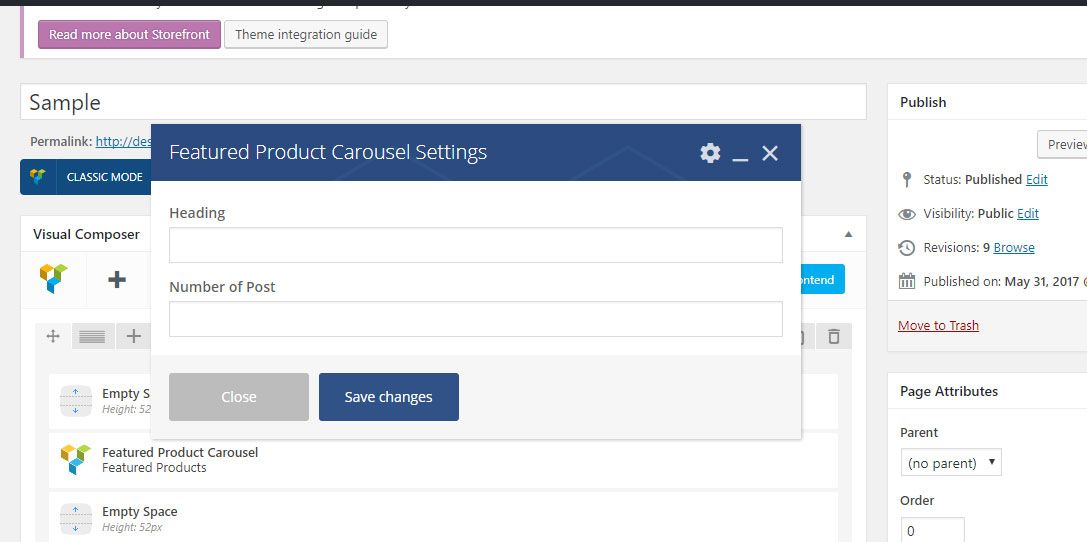 Read more about Storefront
Theme integration guide
Sample
Permalink: http://des
CLASSIC MODE
Visual Composer
Featured Product Carousel Settings
Heading
Number of Post
Close
Save changes
ontend
Empty S
Height: 52
Featured Product Carousel
Featured Products
Empty Space
Height: 52px
Publish
Preview
Status: Published Edit
Visibility: Public Edit
Revisions: 9 Browse
Published on: May 31, 2017 @
Move to Trash
Page Attributes
Parent
(no parent)
Order
0